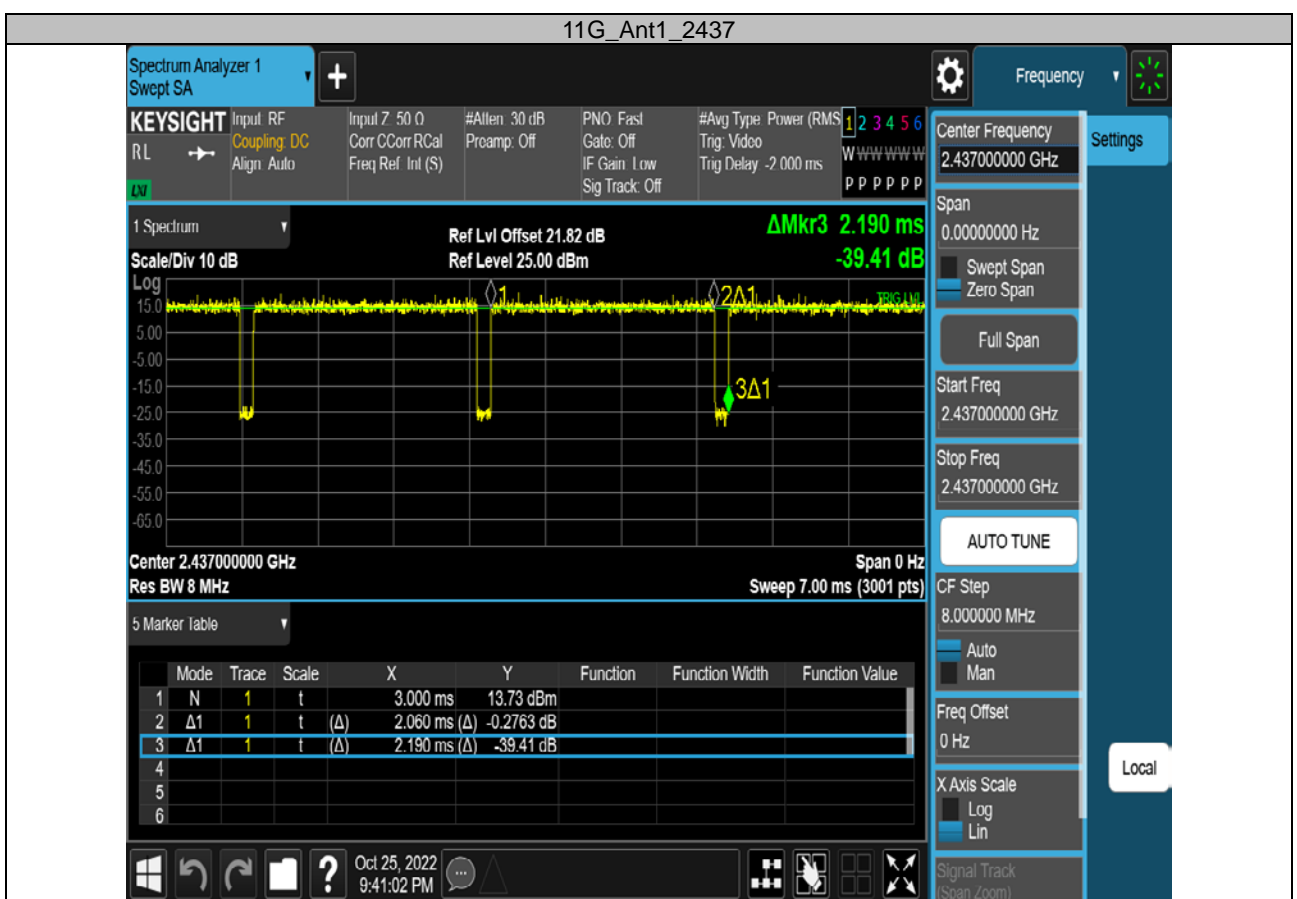 11G_Ant1_2437
Spectrum Analyzer 1
Swept SA
+
Frequency
KEYSIGHT
RL
LXI
Input: RF
Coupling: DC
Align: Auto
Input Z: 50 Ω
Corr CCorr RCal
Freq Ref: Int (S)
#Atten: 30 dB
Preamp: Off
PNO: Fast
Gate: Off
IF Gain: Low
Sig Track: Off
#Avg Type: Power (RMS
Trig: Video
Trig Delay: -2.000 ms
1 2 3 4 5 6
W W W W W W
P P P P P P
Center Frequency
2.437000000 GHz
Settings
Span
0.00000000 Hz
Swept Span
Zero Span
Full Span
Start Freq
2.437000000 GHz
Stop Freq
2.437000000 GHz
AUTO TUNE
CF Step
8.000000 MHz
Auto
Man
Freq Offset
0 Hz
X Axis Scale
Log
Lin
Signal Track
(Span Zoom)
Local
1 Spectrum
Scale/Div 10 dB
Ref Lvl Offset 21.82 dB
Ref Level 25.00 dBm
ΔMkr3 2.190 ms
-39.41 dB
Log
15.0
5.00
-5.00
-15.0
-25.0
-35.0
-45.0
-55.0
-65.0
1
2Δ1
3Δ1
TRIG LVL
Center 2.437000000 GHz
Res BW 8 MHz
Span 0 Hz
Sweep 7.00 ms (3001 pts)
5 Marker Table
Mode Trace Scale X Y Function Function Width Function Value
1 N 1 t 3.000 ms 13.73 dBm
2 Δ1 1 t (Δ) 2.060 ms (Δ) -0.2763 dB
3 Δ1 1 t (Δ) 2.190 ms (Δ) -39.41 dB
4
5
6
?
Oct 25, 2022
9:41:02 PM